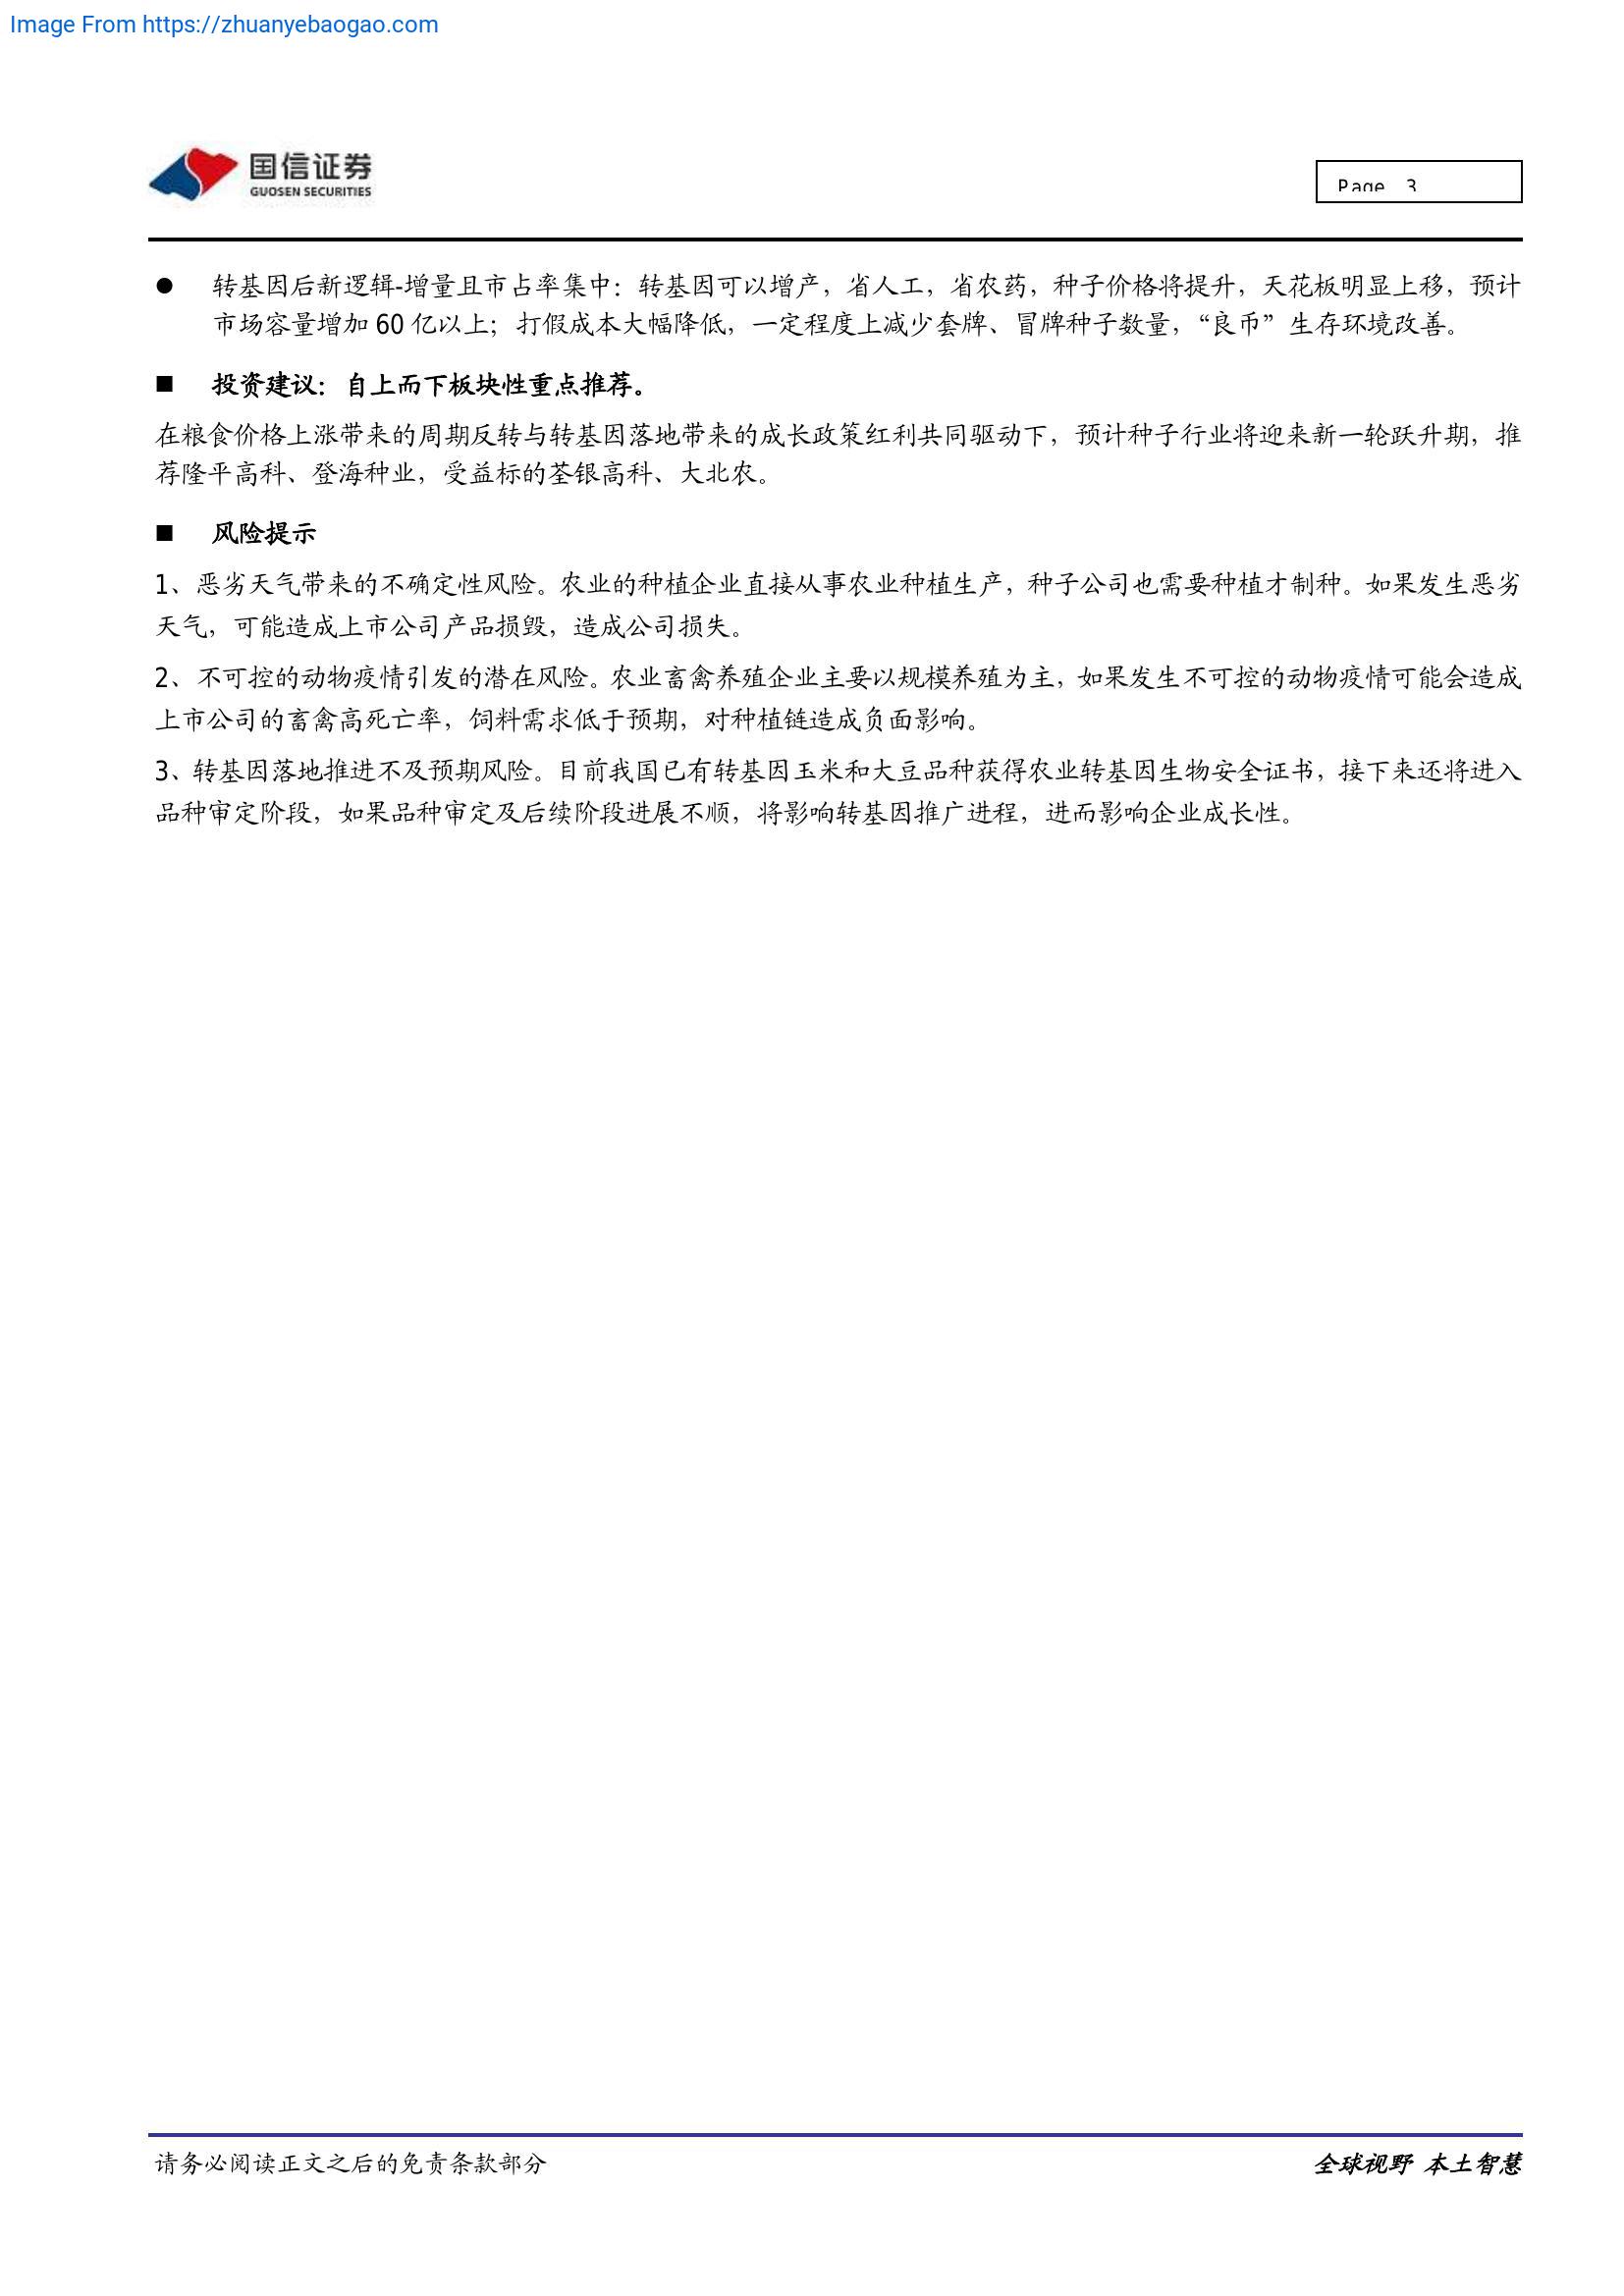 Image From https://zhuanyebaogao.com
国信证券
GUOSEN SECURITIES
Page 3
● 转基因后新逻辑-增量且市占率集中：转基因可以增产，省人工，省农药，种子价格将提升，天花板明显上移，预计
市场容量增加 60 亿以上；打假成本大幅降低，一定程度上减少套牌、冒牌种子数量，“良币”生存环境改善。
■ 投资建议：自上而下板块性重点推荐。
在粮食价格上涨带来的周期反转与转基因落地带来的成长政策红利共同驱动下，预计种子行业将迎来新一轮跃升期，推
荐隆平高科、登海种业，受益标的荃银高科、大北农。
■ 风险提示
1、恶劣天气带来的不确定性风险。农业的种植企业直接从事农业种植生产，种子公司也需要种植才制种。如果发生恶劣
天气，可能造成上市公司产品损毁，造成公司损失。
2、不可控的动物疫情引发的潜在风险。农业畜禽养殖企业主要以规模养殖为主，如果发生不可控的动物疫情可能会造成
上市公司的畜禽高死亡率，饲料需求低于预期，对种植链造成负面影响。
3、转基因落地推进不及预期风险。目前我国已有转基因玉米和大豆品种获得农业转基因生物安全证书，接下来还将进入
品种审定阶段，如果品种审定及后续阶段进展不顺，将影响转基因推广进程，进而影响企业成长性。
请务必阅读正文之后的免责条款部分
全球视野 本土智慧